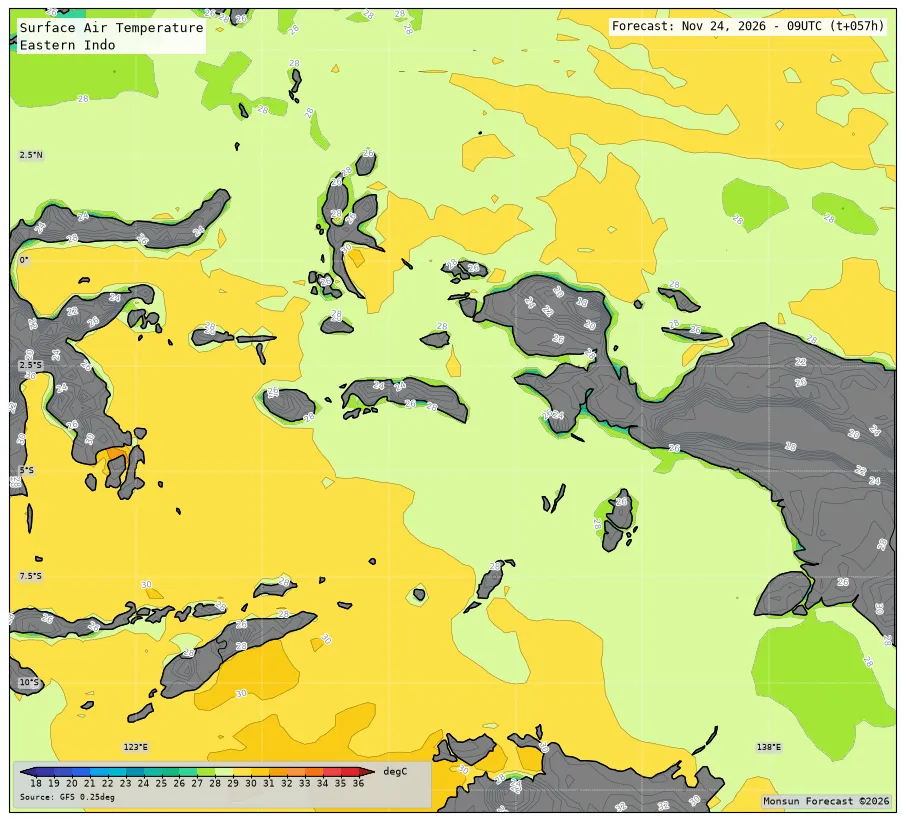 Surface Air Temperature
Eastern Indo
Forecast: Nov 24, 2026 - 09UTC (t+057h)
2.5°N
0°
2.5°S
5°S
7.5°S
10°S
123°E
138°E
degC
18 19 20 21 22 23 24 25 26 27 28 29 30 31 32 33 34 35 36
Source: GFS 0.25deg
Monsun Forecast ©2026